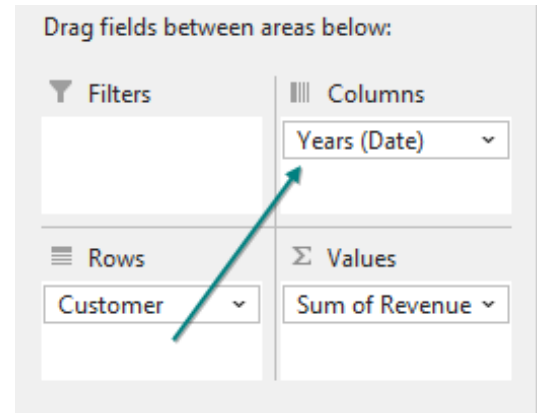 Drag fields between areas below:
Filters
Columns
Years (Date)
Rows
Σ Values
Customer
Sum of Revenue